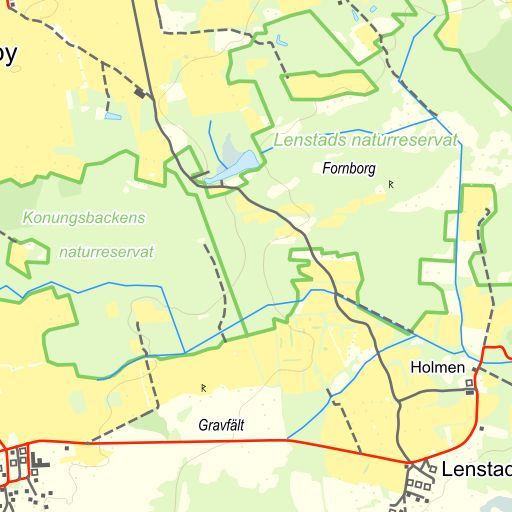 by
Lenstads naturreservat
Fornborg
R
Konungsbackens
naturreservat
Holmen
R
Gravfält
Lenstad